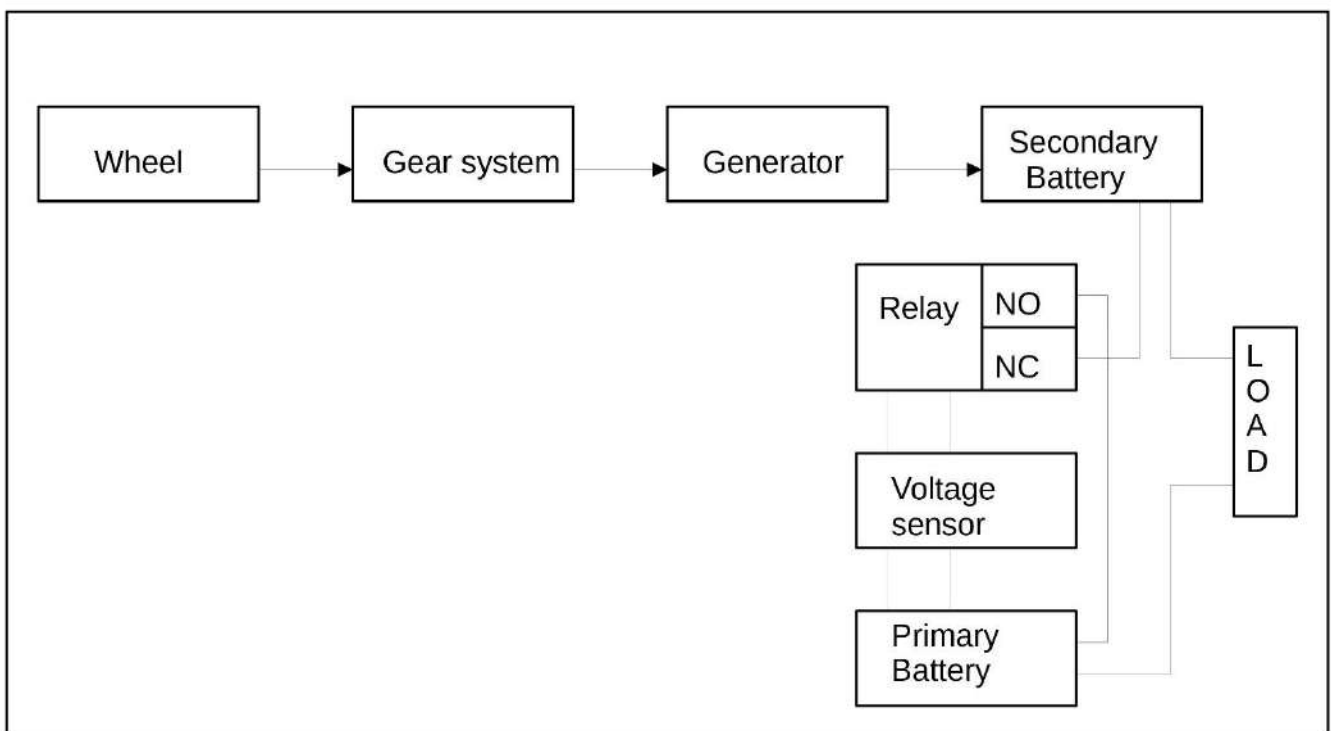 Wheel
Gear system
Generator
Secondary
Battery
Relay
NO
NC
L
O
A
D
Voltage
sensor
Primary
Battery